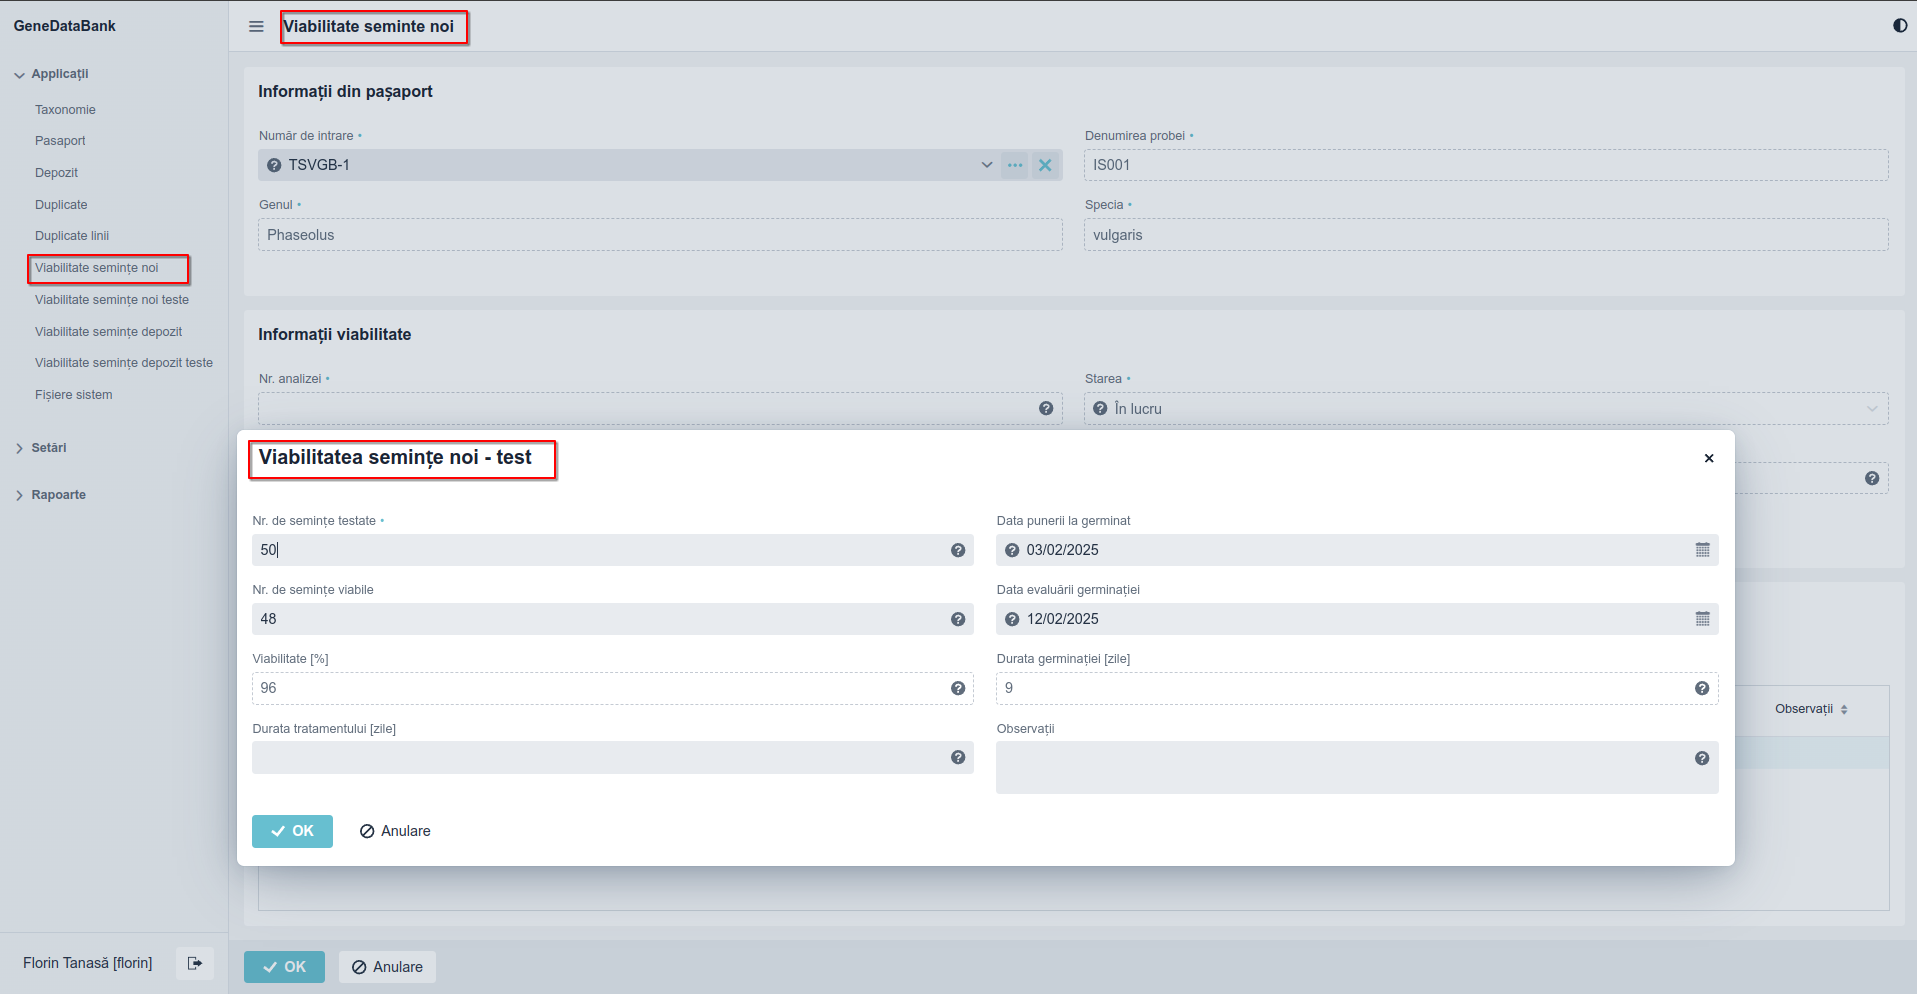 GeneDataBank
Viabilitate seminte noi
Applicații
Taxonomie
Pasaport
Depozit
Duplicate
Duplicate linii
Viabilitate semințe noi
Viabilitate semințe noi teste
Viabilitate semințe depozit
Viabilitate semințe depozit teste
Fișiere sistem
Setări
Rapoarte
Florin Tanasă [florin]
Informații din pașaport
Număr de intrare •
Denumirea probei •
TSVGB-1
IS001
Genul •
Specia •
Phaseolus
vulgaris
Informații viabilitate
Nr. analizei •
Starea •
În lucru
Viabilitatea semințe noi - test
Nr. de semințe testate •
Data punerii la germinat
50
03/02/2025
Nr. de semințe viabile
Data evaluării germinației
48
12/02/2025
Viabilitate [%]
Durata germinației [zile]
96
9
Durata tratamentului [zile]
Observații
OK Anulare
Observații
OK Anulare